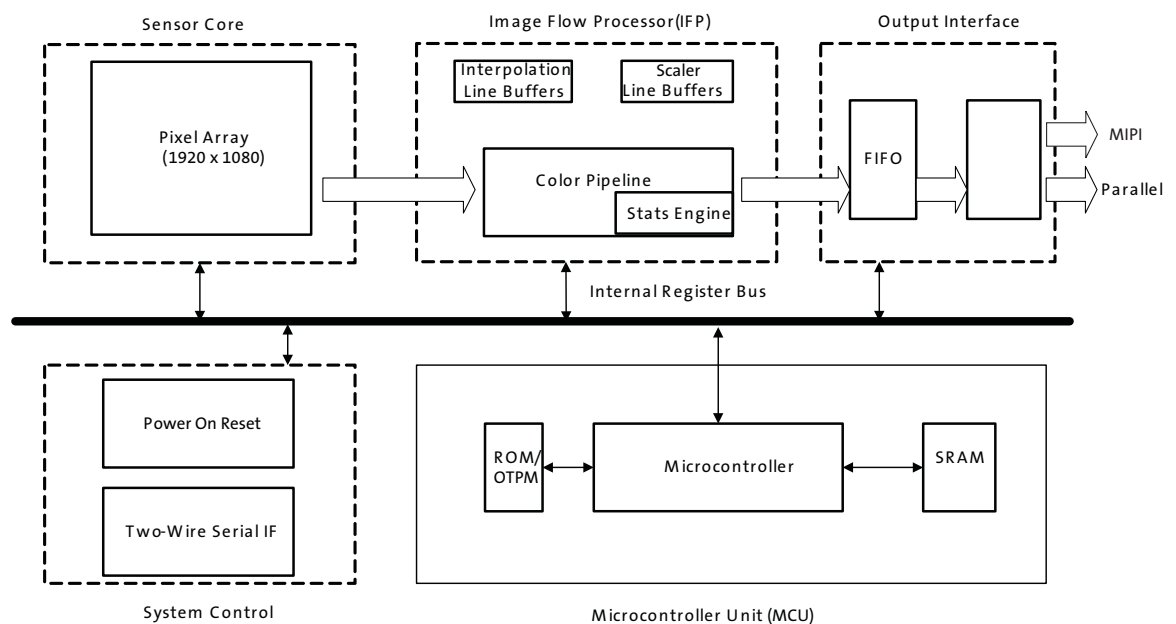 Sensor Core
Image Flow Processor(IFP)
Output Interface
Interpolation
Line Buffers
Scaler
Line Buffers
Pixel Array
(1920 x 1080)
Color Pipeline
Stats Engine
FIFO
MIPI
Parallel
Internal Register Bus
Power On Reset
Two-Wire Serial IF
ROM/
OTPM
Microcontroller
SRAM
System Control
Microcontroller Unit (MCU)